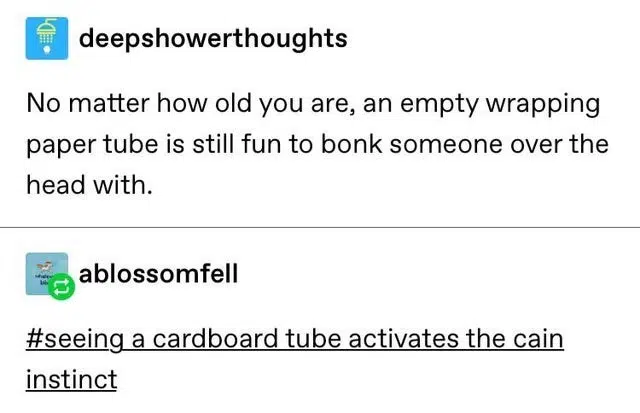 deepshowerthoughts
No matter how old you are, an empty wrapping
paper tube is still fun to bonk someone over the
head with.
ablossomfell
#seeing a cardboard tube activates the cain
instinct